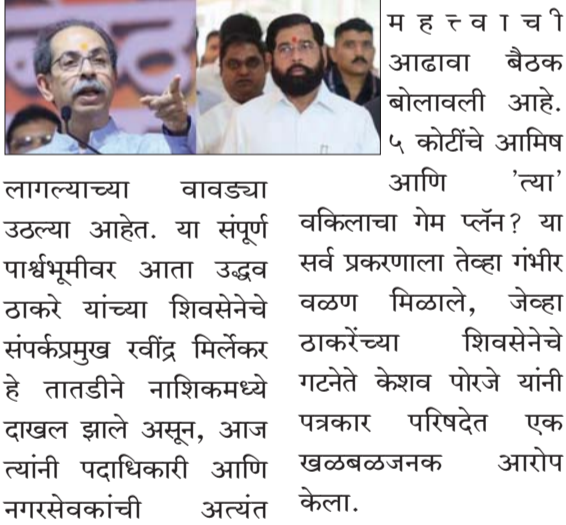 लागल्याच्या वावड्या
उठल्या आहेत. या संपूर्ण
पार्श्वभूमीवर आता उद्धव
ठाकरे यांच्या शिवसेनेचे
संपर्कप्रमुख रवींद्र मिर्लेकर
हे तातडीने नाशिकमध्ये
दाखल झाले असून, आज
त्यांनी पदाधिकारी आणि
नगरसेवकांची अत्यंत
महत्त्वाची
आढावा बैठक
बोलावली आहे.
५ कोटींचे आमिष
आणि 'त्या'
वकिलाचा गेम प्लॅन? या
सर्व प्रकरणाला तेव्हा गंभीर
वळण मिळाले, जेव्हा
ठाकरेंच्या शिवसेनेचे
गटनेते केशव पोरजे यांनी
पत्रकार परिषदेत एक
खळबळजनक आरोप
केला.